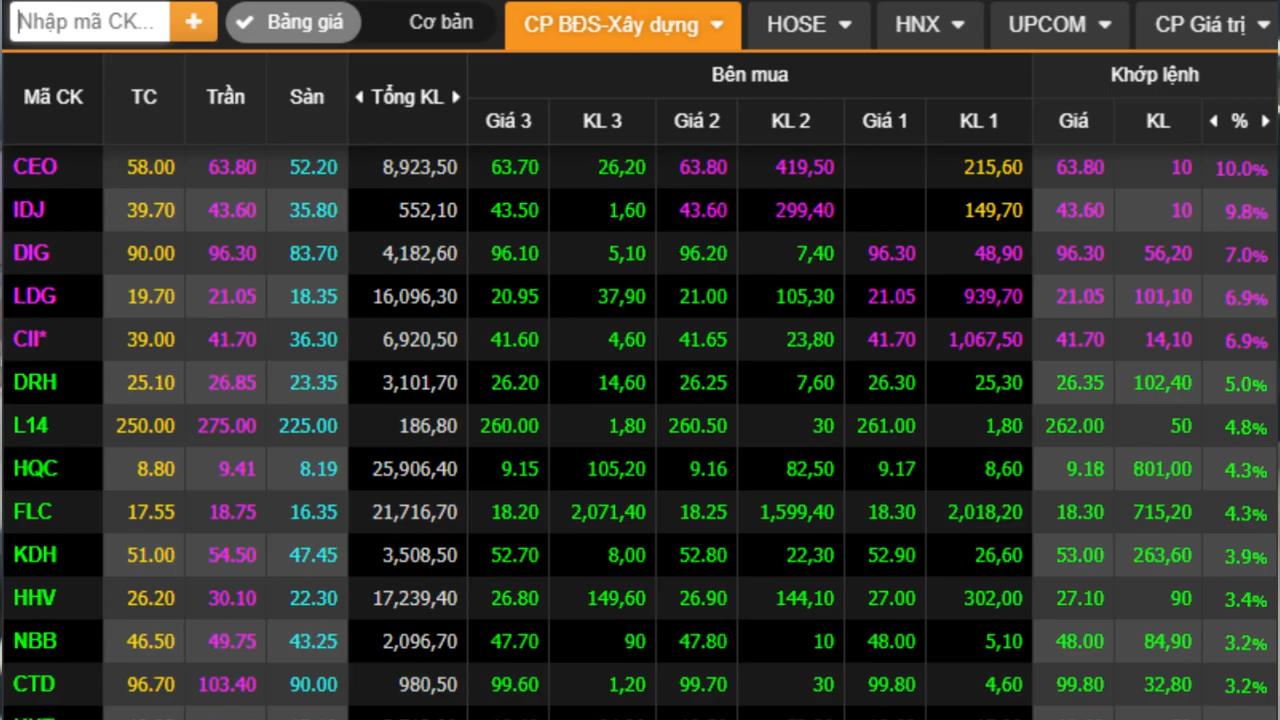 Nhập mã CK... + Bảng giá Cơ bản CP BĐS-Xây dựng HOSE HNX UPCOM CP Giá trị
Mã CK TC Trần Sàn Tổng KL Bên mua Khớp lệnh
Giá 3 KL 3 Giá 2 KL 2 Giá 1 KL 1 Giá KL %
CEO 58.00 63.80 52.20 8,923,50 63.70 26,20 63.80 419,50 215,60 63.80 10 10.0%
IDJ 39.70 43.60 35.80 552,10 43.50 1,60 43.60 299,40 149,70 43.60 10 9.8%
DIG 90.00 96.30 83.70 4,182,60 96.10 5,10 96.20 7,40 96.30 48,90 96.30 56,20 7.0%
LDG 19.70 21.05 18.35 16,096,30 20.95 37,90 21.00 105,30 21.05 939,70 21.05 101,10 6.9%
CII* 39.00 41.70 36.30 6,920,50 41.60 4,60 41.65 23,80 41.70 1,067,50 41.70 14,10 6.9%
DRH 25.10 26.85 23.35 3,101,70 26.20 14,60 26.25 7,60 26.30 25,30 26.35 102,40 5.0%
L14 250.00 275.00 225.00 186,80 260.00 1,80 260.50 30 261.00 1,80 262.00 50 4.8%
HQC 8.80 9.41 8.19 25,906,40 9.15 105,20 9.16 82,50 9.17 8,60 9.18 801,00 4.3%
FLC 17.55 18.75 16.35 21,716,70 18.20 2,071,40 18.25 1,599,40 18.30 2,018,20 18.30 715,20 4.3%
KDH 51.00 54.50 47.45 3,508,50 52.70 8,00 52.80 22,30 52.90 26,60 53.00 263,60 3.9%
HHV 26.20 30.10 22.30 17,239,40 26.80 149,60 26.90 144,10 27.00 302,00 27.10 90 3.4%
NBB 46.50 49.75 43.25 2,096,70 47.70 90 47.80 10 48.00 5,10 48.00 84,90 3.2%
CTD 96.70 103.40 90.00 980,50 99.60 1,20 99.70 30 99.80 4,60 99.80 32,80 3.2%